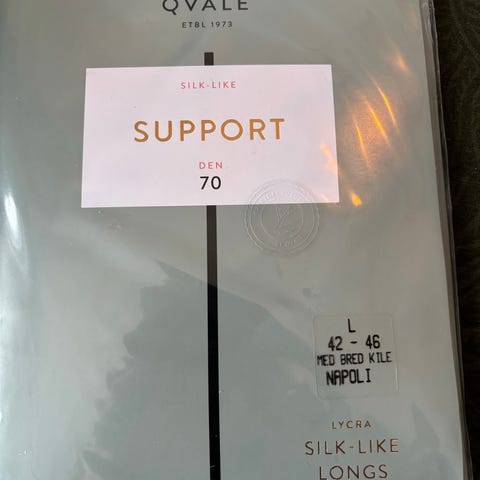 QVALE
ETBL 1973
SILK-LIKE
SUPPORT
DEN
70
L
42 - 46
MED BRED KILE
NAPOLI
LYCRA
SILK-LIKE
LONGS